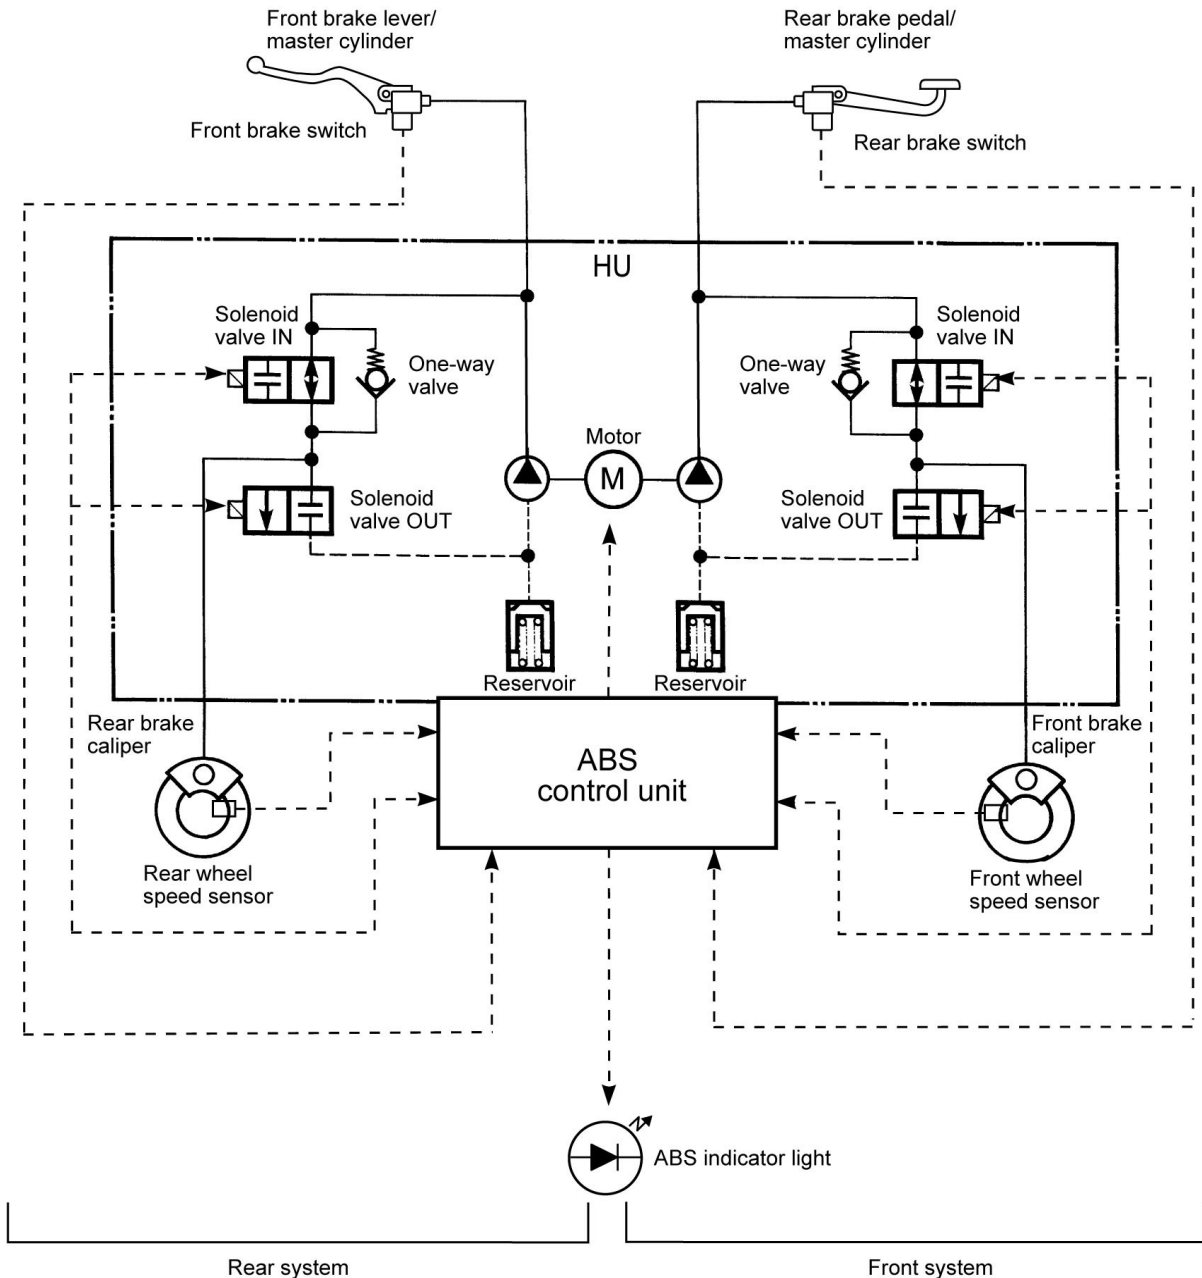 Front brake lever/
master cylinder
Rear brake pedal/
master cylinder
Front brake switch
Rear brake switch
HU
Solenoid
valve IN
One-way
valve
Solenoid
valve IN
One-way
valve
Motor
M
Solenoid
valve OUT
Solenoid
valve OUT
Reservoir
Reservoir
Rear brake
caliper
Front brake
caliper
ABS
control unit
Rear wheel
speed sensor
Front wheel
speed sensor
ABS indicator light
Rear system
Front system